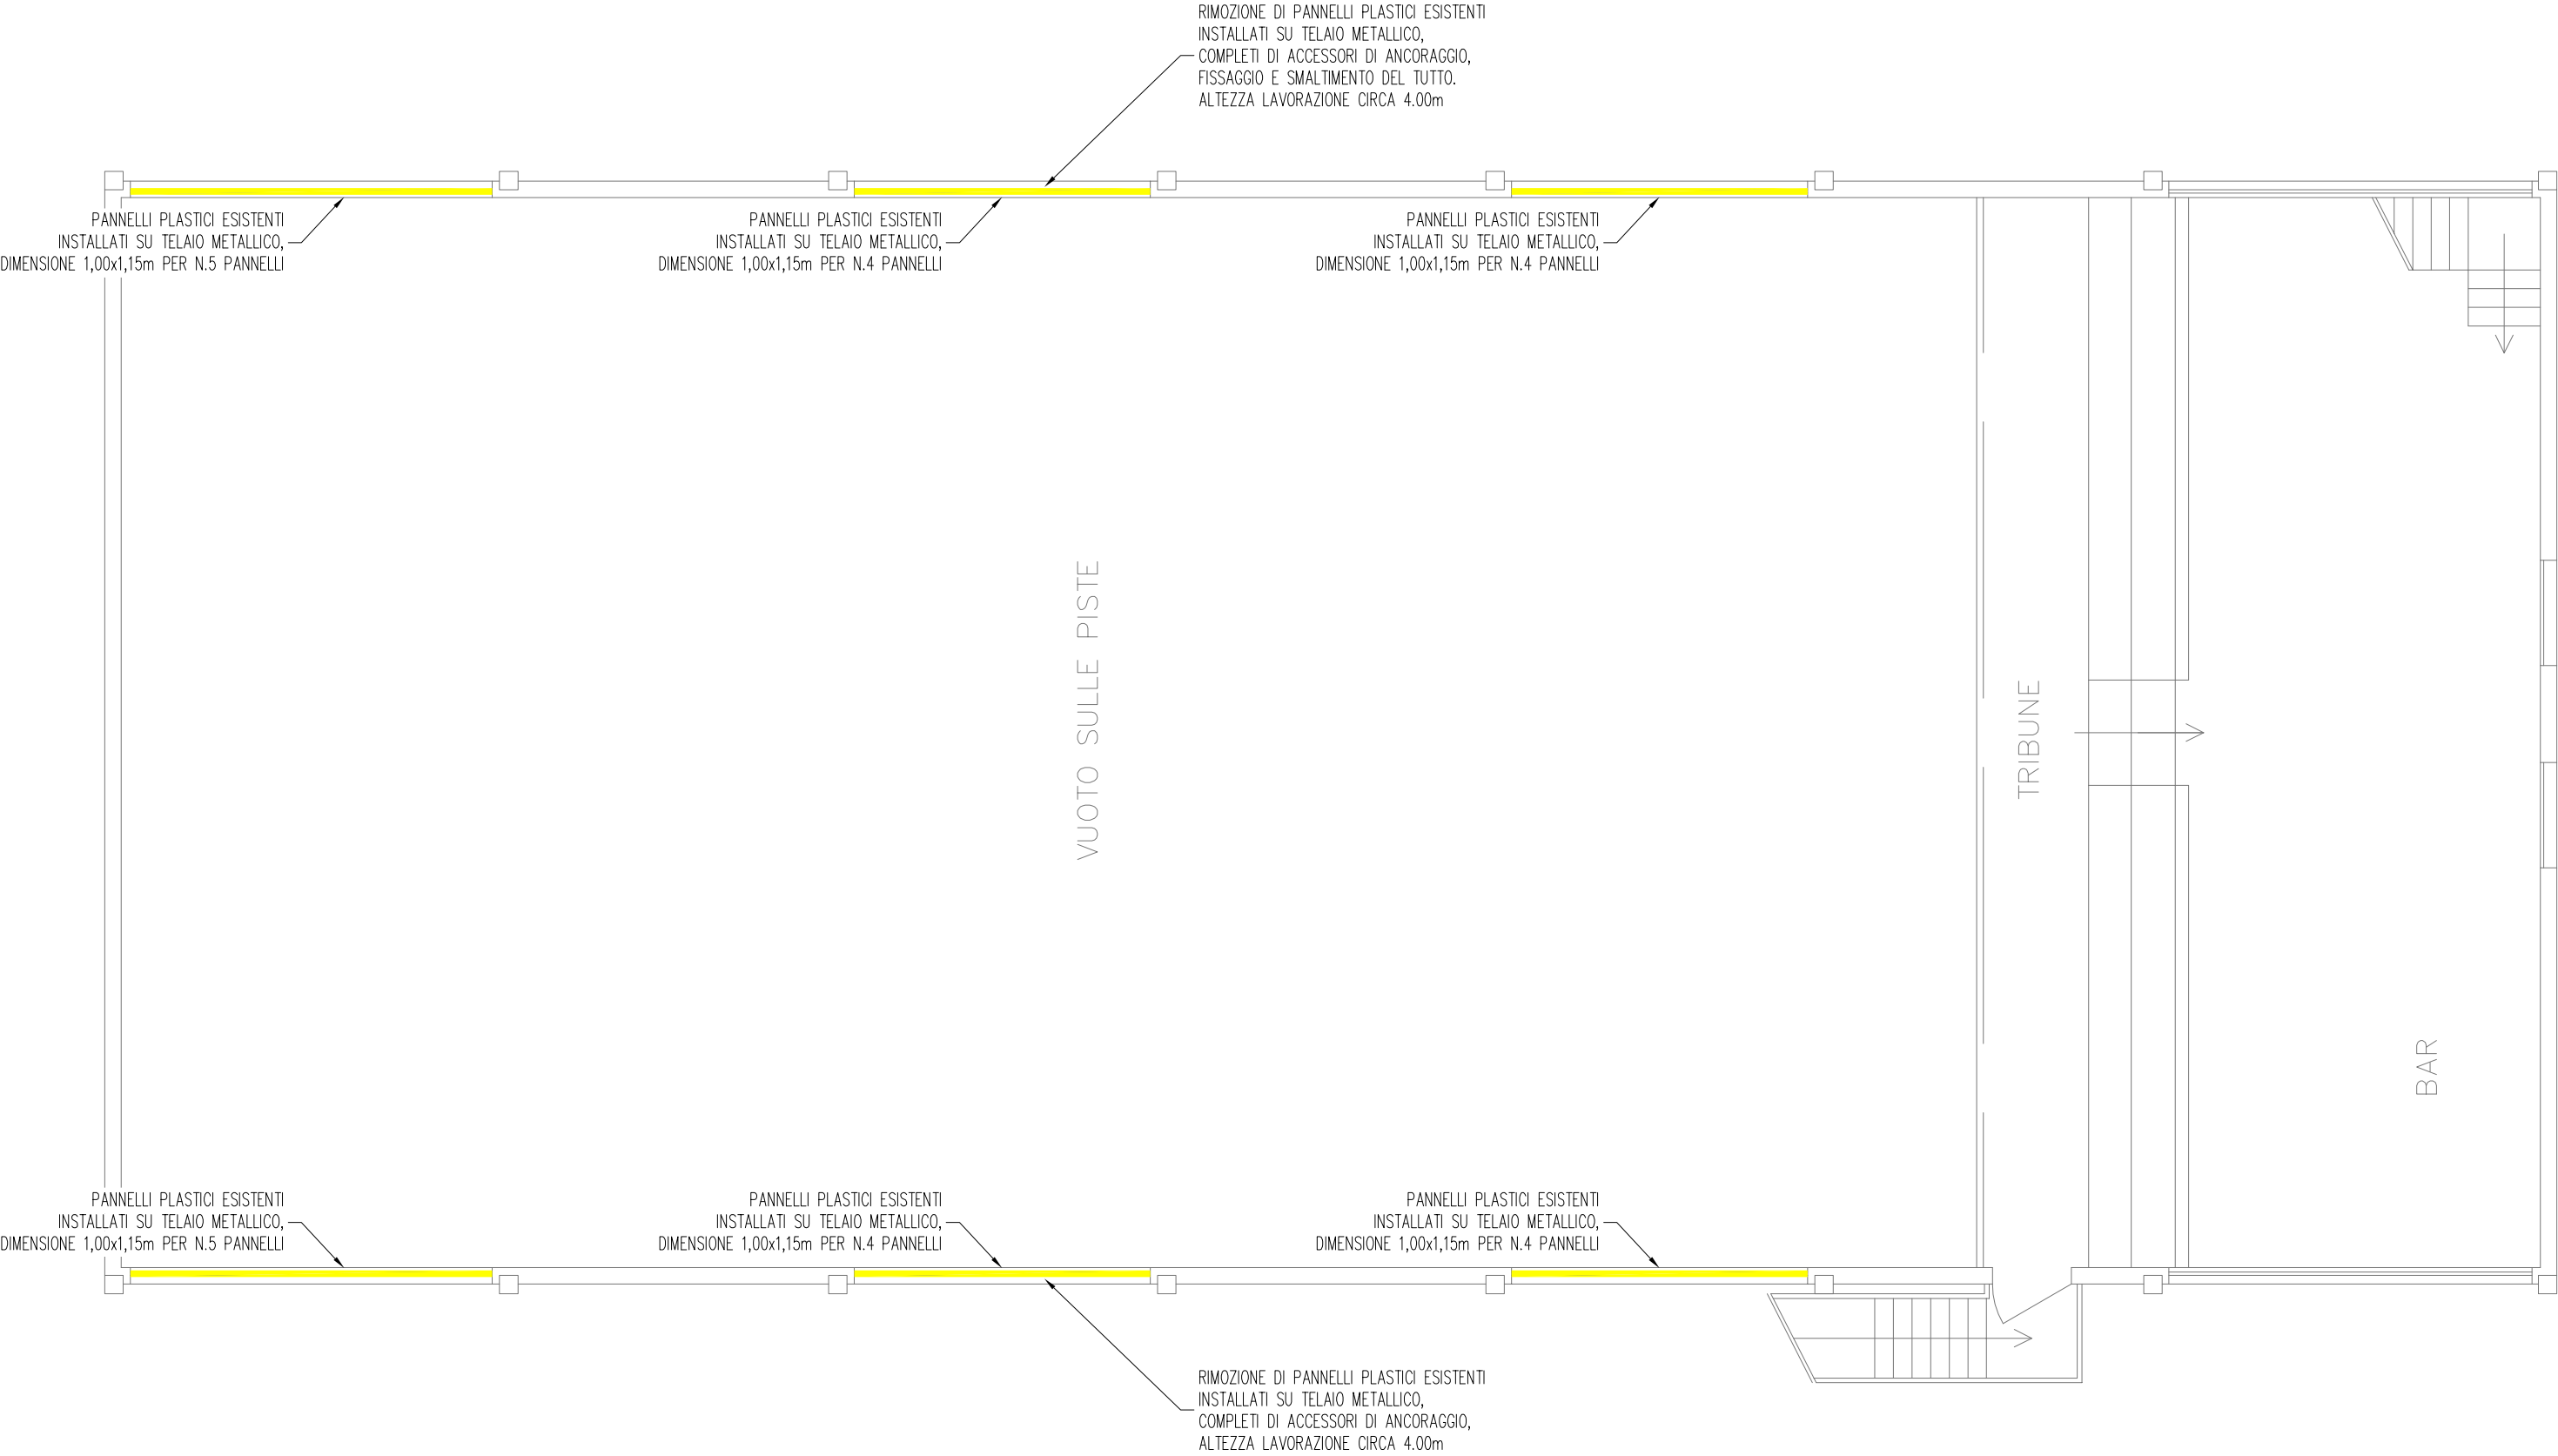 RIMOZIONE DI PANNELLI PLASTICI ESISTENTI
INSTALLATI SU TELAIO METALLICO,
COMPLETI DI ACCESSORI DI ANCORAGGIO,
FISSAGGIO E SMALTIMENTO DEL TUTTO.
ALTEZZA LAVORAZIONE CIRCA 4.00m
PANNELLI PLASTICI ESISTENTI
INSTALLATI SU TELAIO METALLICO,
DIMENSIONE 1,00x1,15m PER N.5 PANNELLI
PANNELLI PLASTICI ESISTENTI
INSTALLATI SU TELAIO METALLICO,
DIMENSIONE 1,00x1,15m PER N.4 PANNELLI
PANNELLI PLASTICI ESISTENTI
INSTALLATI SU TELAIO METALLICO,
DIMENSIONE 1,00x1,15m PER N.4 PANNELLI
VUOTO SULLE PISTE
TRIBUNE
BAR
PANNELLI PLASTICI ESISTENTI
INSTALLATI SU TELAIO METALLICO,
DIMENSIONE 1,00x1,15m PER N.5 PANNELLI
PANNELLI PLASTICI ESISTENTI
INSTALLATI SU TELAIO METALLICO,
DIMENSIONE 1,00x1,15m PER N.4 PANNELLI
PANNELLI PLASTICI ESISTENTI
INSTALLATI SU TELAIO METALLICO,
DIMENSIONE 1,00x1,15m PER N.4 PANNELLI
RIMOZIONE DI PANNELLI PLASTICI ESISTENTI
INSTALLATI SU TELAIO METALLICO,
COMPLETI DI ACCESSORI DI ANCORAGGIO,
ALTEZZA LAVORAZIONE CIRCA 4.00m